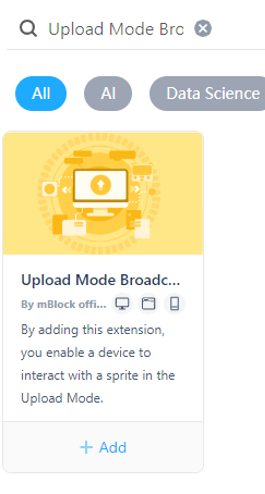 Upload Mode Bro
All
AI
Data Science
Upload Mode Broadc...
By mBlock offi...
By adding this extension,
you enable a device to
interact with a sprite in the
Upload Mode.
+ Add